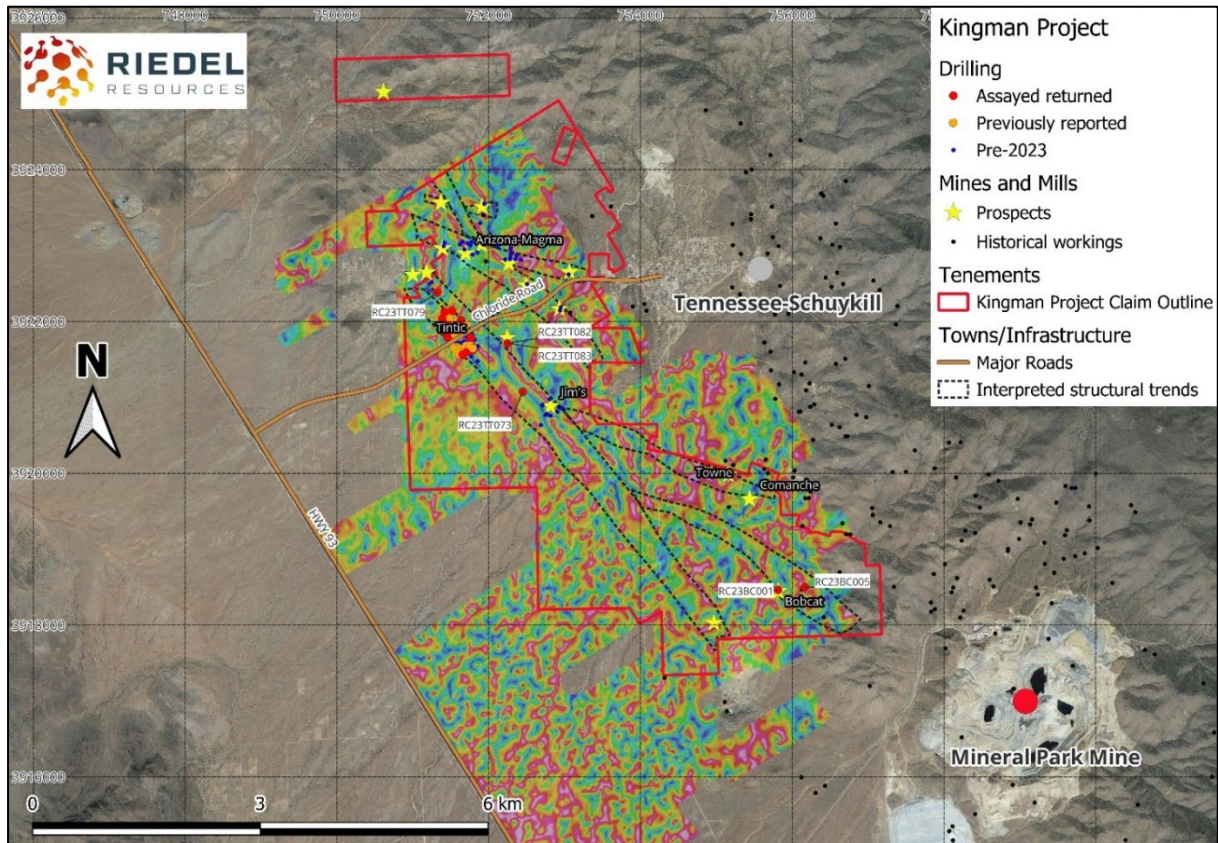 3926000
748000
750000
752000
754000
756000
RIEDEL
RESOURCES
Kingman Project
Drilling
Assayed returned
Previously reported
Pre-2023
Mines and Mills
Prospects
Historical workings
Tenements
Kingman Project Claim Outline
Towns/Infrastructure
Major Roads
Interpreted structural trends
3924000
Arizona-Magma
Chloride Road
Tennessee-Schuykill
RC23TT079
3922000
Tintic
RC23TT082
RC23TT083
N
Jim's
RC23TT073
3920000
Towne
Comanche
HWY 93
RC23BC001
RC23BC005
Bobcat
3918000
Mineral Park Mine
3916000
0
3
6 km